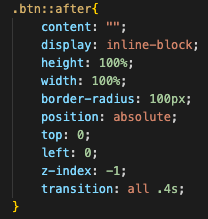 .btn::after{
content: "";
display: inline-block;
height: 100%;
width: 100%;
border-radius: 100px;
position: absolute;
top: 0;
left: 0;
z-index: -1;
transition: all .4s;
}